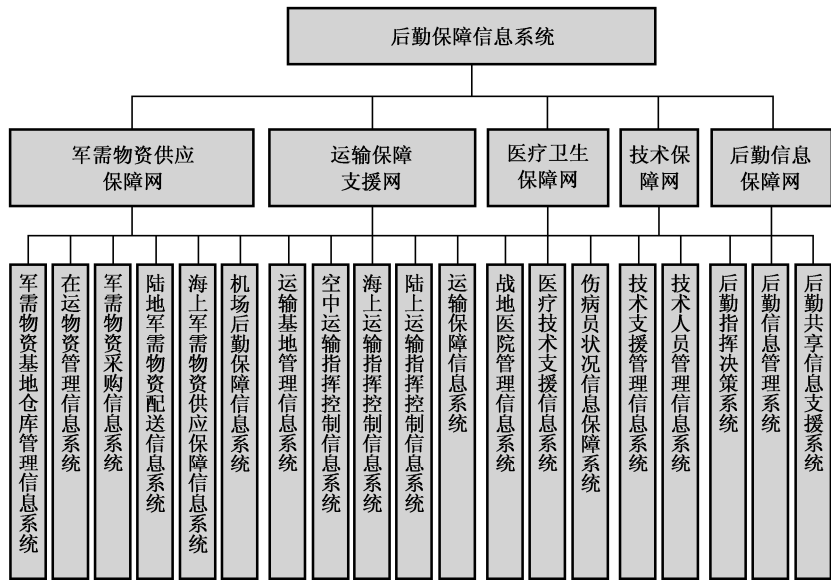 后勤保障信息系统
军需物资供应
保障网
运输保障
支援网
医疗卫生
保障网
技术保
障网
后勤信息
保障网
军需物资基地仓库管理信息系统
在运物资管理信息系统
军需物资采购信息系统
陆地军需物资配送信息系统
海上军需物资供应保障信息系统
机场后勤保障信息系统
运输基地管理信息系统
空中运输指挥控制信息系统
海上运输指挥控制信息系统
陆上运输指挥控制信息系统
运输保障信息系统
战地医院管理信息系统
医疗技术支援信息系统
伤病员状况信息保障系统
技术支援管理信息系统
技术人员管理信息系统
后勤指挥决策系统
后勤信息管理系统
后勤共享信息支援系统